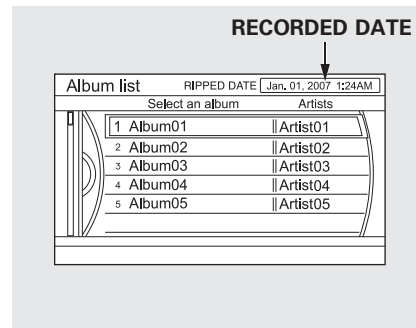 RECORDED DATE
Album list RIPPED DATE Jan. 01, 2007 1:24AM
Select an album Artists
1 Album01 Artist01
2 Album02 Artist02
3 Album03 Artist03
4 Album04 Artist04
5 Album05 Artist05